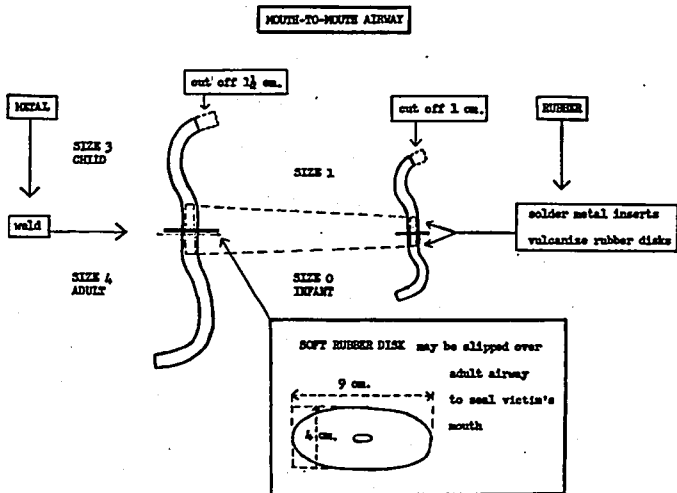 MOUTH-TO-MOUTH AIRWAY
cut off 1½ cm.
METAL
cut off 1 cm.
RUBBER
SIZE 3
CHILD
SIZE 1
weld
solder metal inserts
vulcanize rubber disks
SIZE 4
ADULT
SIZE 0
INFANT
SOFT RUBBER DISK may be slipped over
adult airway
to seal victim's
mouth
9 cm.
4 cm.